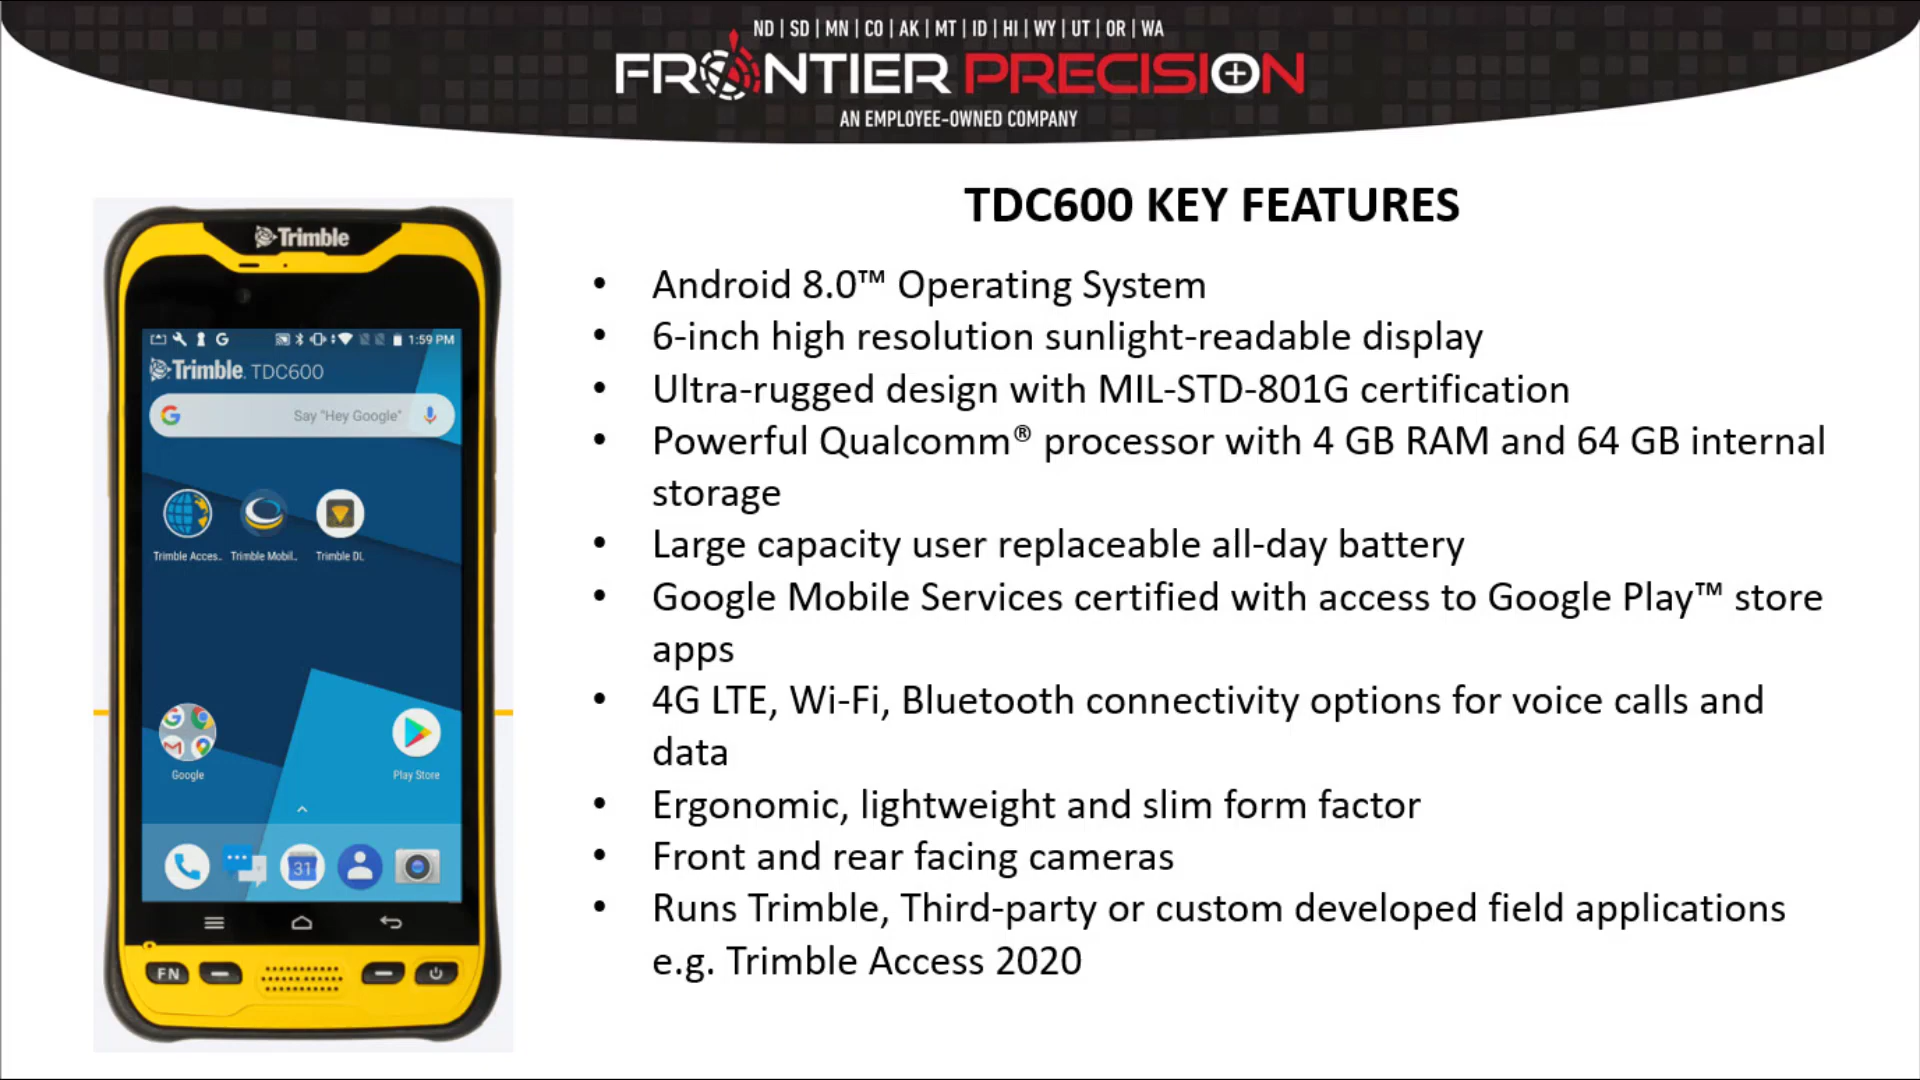 ND | SD | MN | CO | AK | MT | ID | HI | WY | UT | OR | WA
FRONTIER PRECISION
AN EMPLOYEE-OWNED COMPANY
TDC600 KEY FEATURES
• Android 8.0™ Operating System
• 6-inch high resolution sunlight-readable display
• Ultra-rugged design with MIL-STD-801G certification
• Powerful Qualcomm® processor with 4 GB RAM and 64 GB internal
storage
• Large capacity user replaceable all-day battery
• Google Mobile Services certified with access to Google Play™ store
apps
• 4G LTE, Wi-Fi, Bluetooth connectivity options for voice calls and
data
• Ergonomic, lightweight and slim form factor
• Front and rear facing cameras
• Runs Trimble, Third-party or custom developed field applications
e.g. Trimble Access 2020
Trimble
G 1:59 PM
Trimble. TDC600
G Say "Hey Google"
Trimble Acces.. Trimble Mobil.. Trimble DL
Google Play Store
31
FN